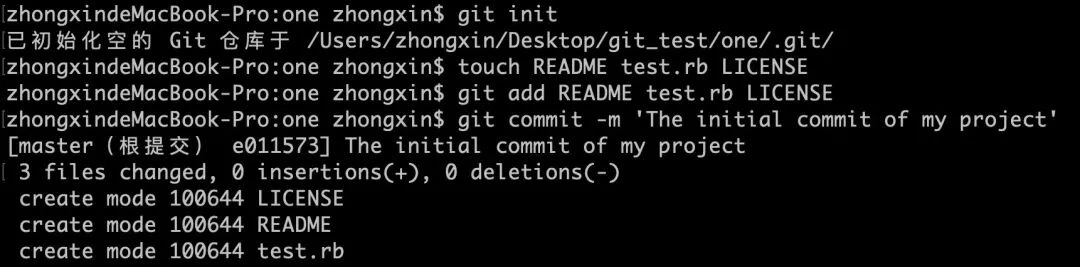 zhongxindeMacBook-Pro:one zhongxin$ git init
已初始化空的 Git 仓库于 /Users/zhongxin/Desktop/git_test/one/.git/
zhongxindeMacBook-Pro:one zhongxin$ touch README test.rb LICENSE
zhongxindeMacBook-Pro:one zhongxin$ git add README test.rb LICENSE
zhongxindeMacBook-Pro:one zhongxin$ git commit -m 'The initial commit of my project'
[master（根提交） e011573] The initial commit of my project
3 files changed, 0 insertions(+), 0 deletions(-)
create mode 100644 LICENSE
create mode 100644 README
create mode 100644 test.rb